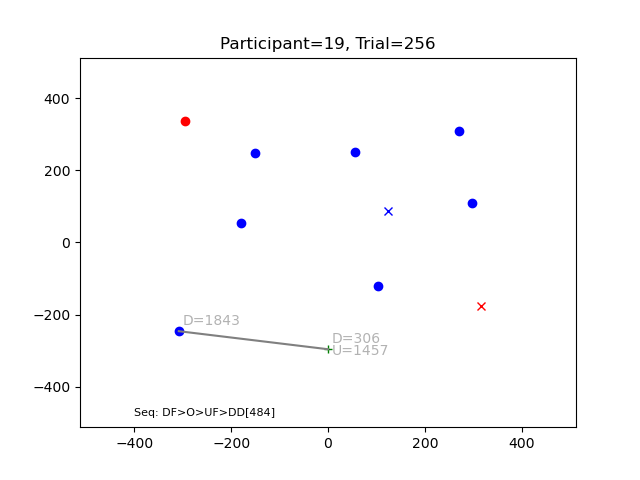 Participant=19, Trial=256
400
200
0
−200
−400
D=1843
D=306
U=1457
Seq: DF>O>UF>DD[484]
−400 −200 0 200 400